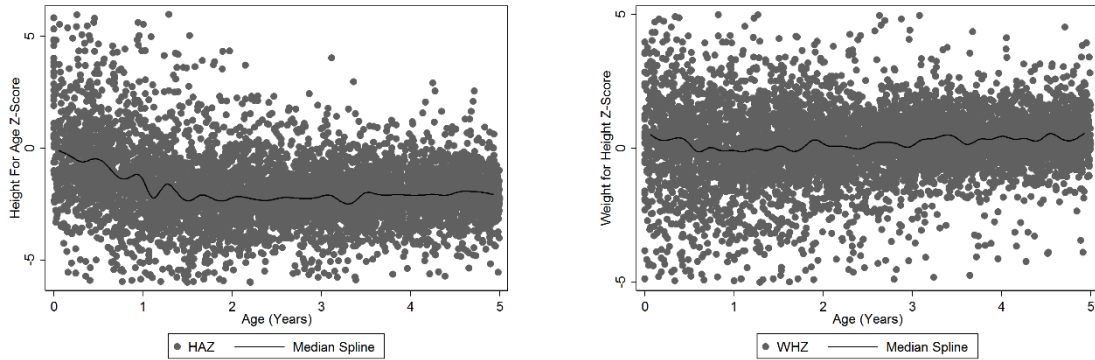 Height For Age Z-Score
5
0
-5
0 1 2 3 4 5
Age (Years)
HAZ Median Spline
Weight for Height Z-Score
5
0
-5
0 1 2 3 4 5
Age (Years)
WHZ Median Spline